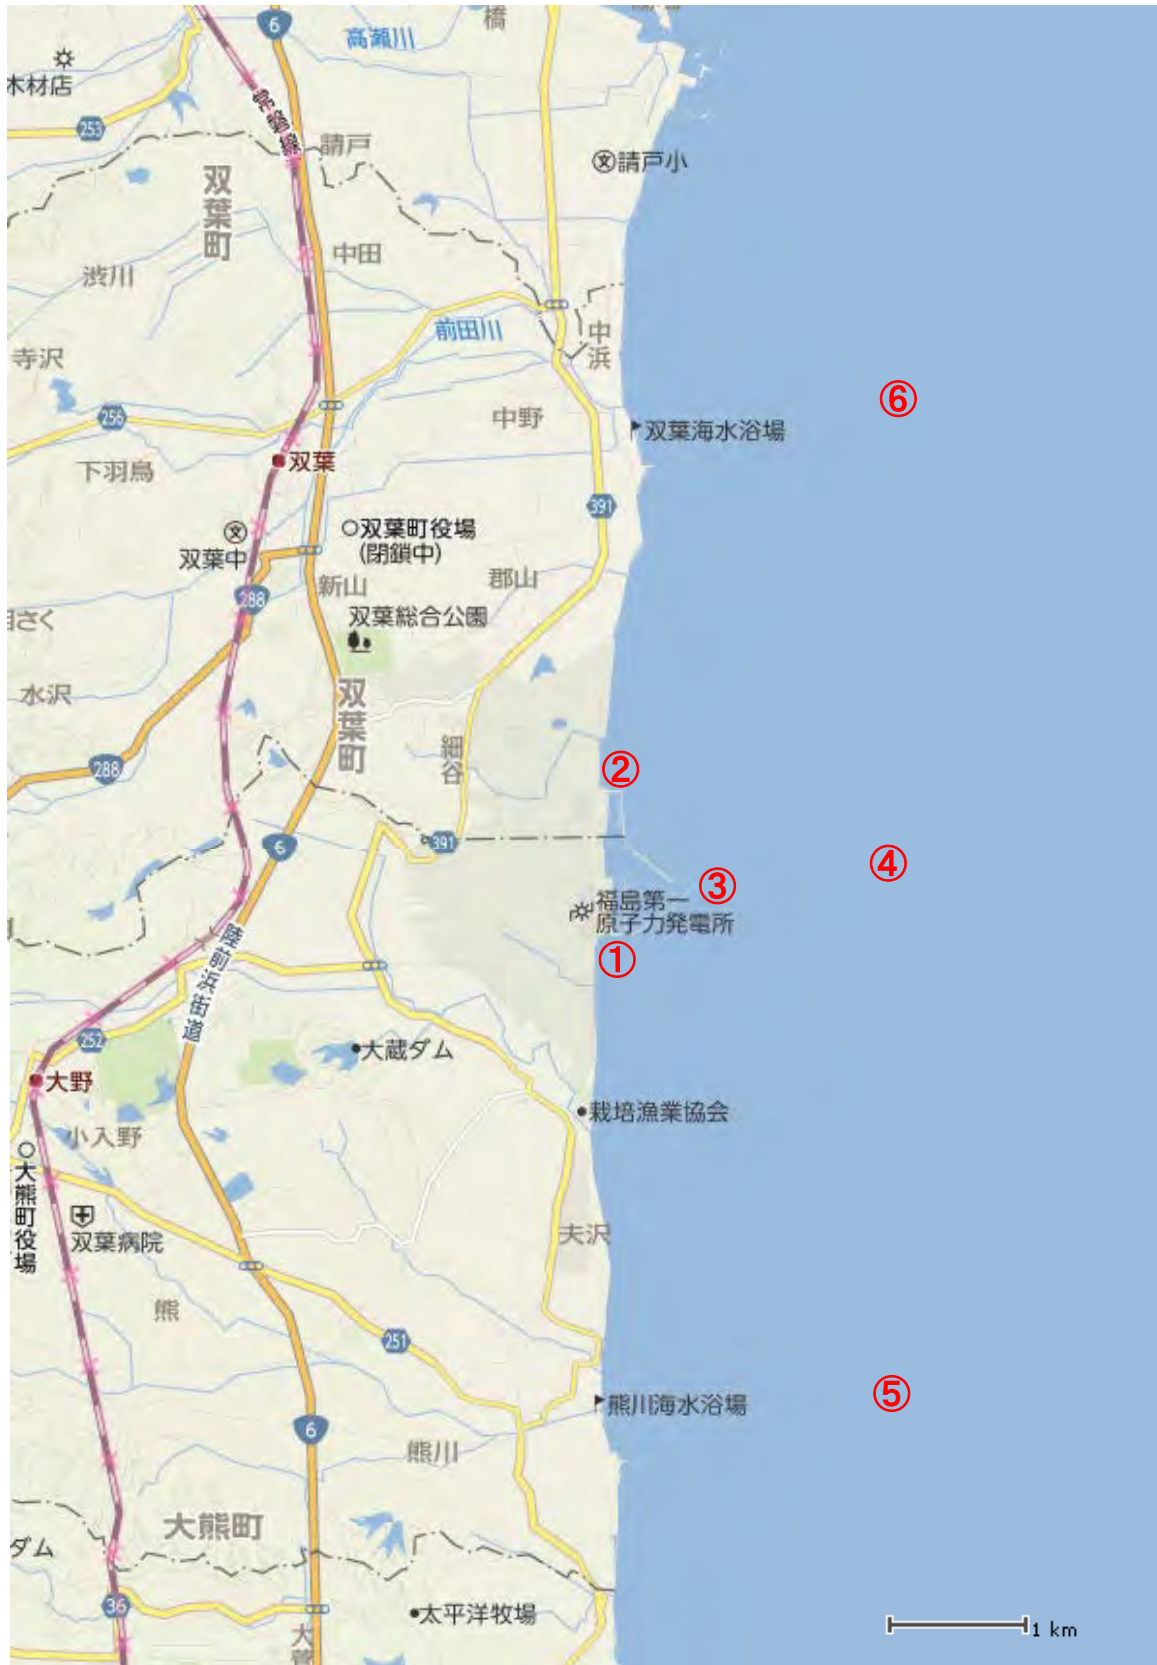 橋
6
高瀬川
木材店
常磐線
253
請戸
請戸小
双葉町
中田
渋川
前田川
中浜
寺沢
⑥
256
中野
双葉海水浴場
双葉
下羽鳥
391
双葉町役場
(閉鎖中)
双葉中
郡山
新山
288
双葉総合公園
さく
水沢
双葉町
細谷
②
288
391
6
④
③
福島第一
原子力発電所
①
陸前浜街道
252
大蔵ダム
大野
栽培漁業協会
小入野
大熊町役場
双葉病院
夫沢
熊
251
⑤
熊川海水浴場
6
熊川
大熊町
ダム
36
太平洋牧場
1 km
大菅